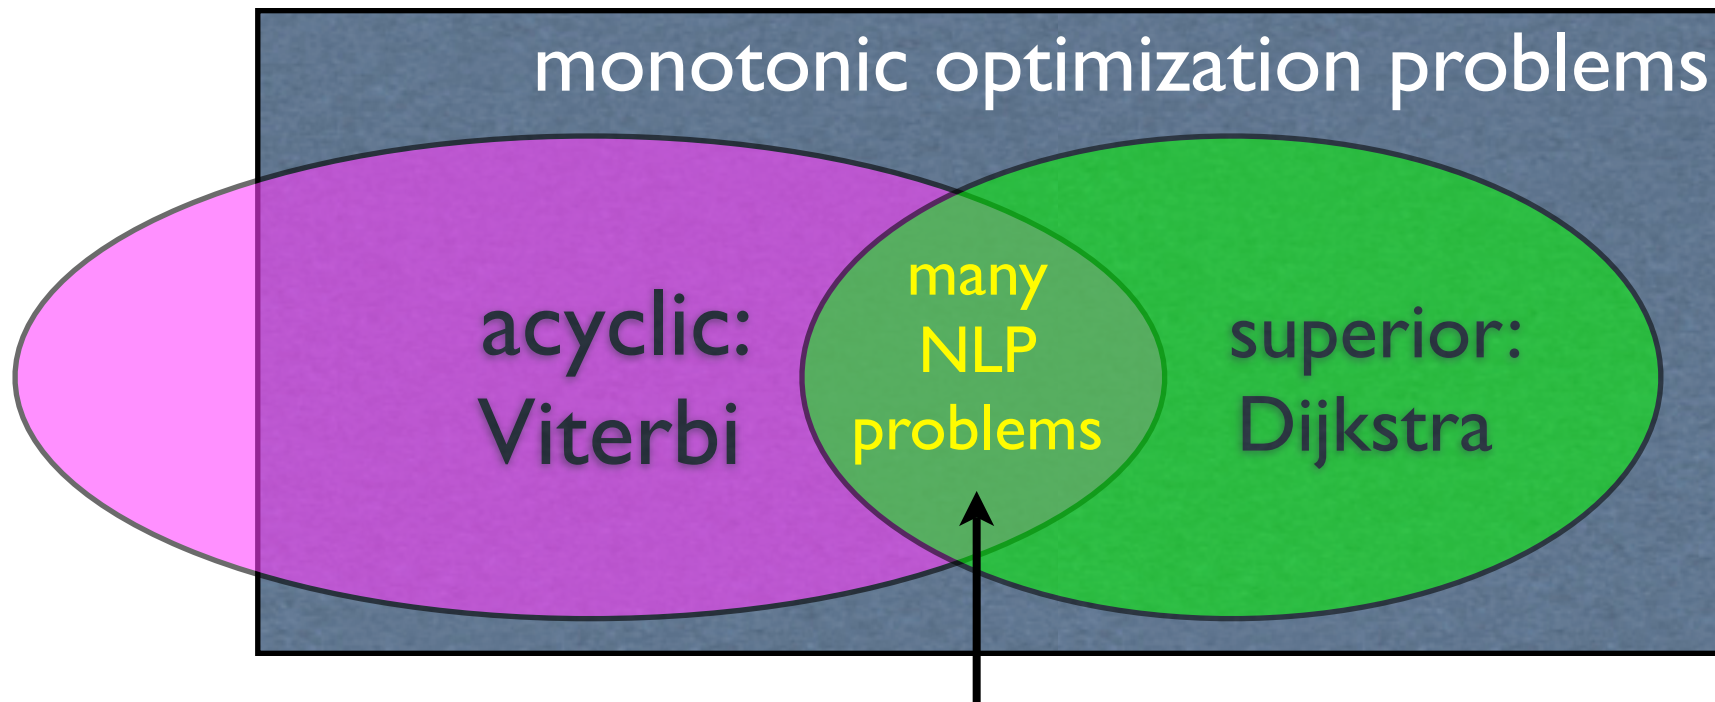 monotonic optimization problems
acyclic:
Viterbi
many
NLP
problems
superior:
Dijkstra